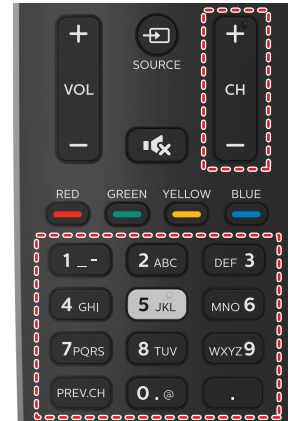 + +
SOURCE
VOL CH
— —
RED GREEN YELLOW BLUE
1 _ - 2 ABC DEF 3
4 GHI 5 JKL MNO 6
7PQRS 8 TUV WXYZ9
PREV.CH 0 . @ .